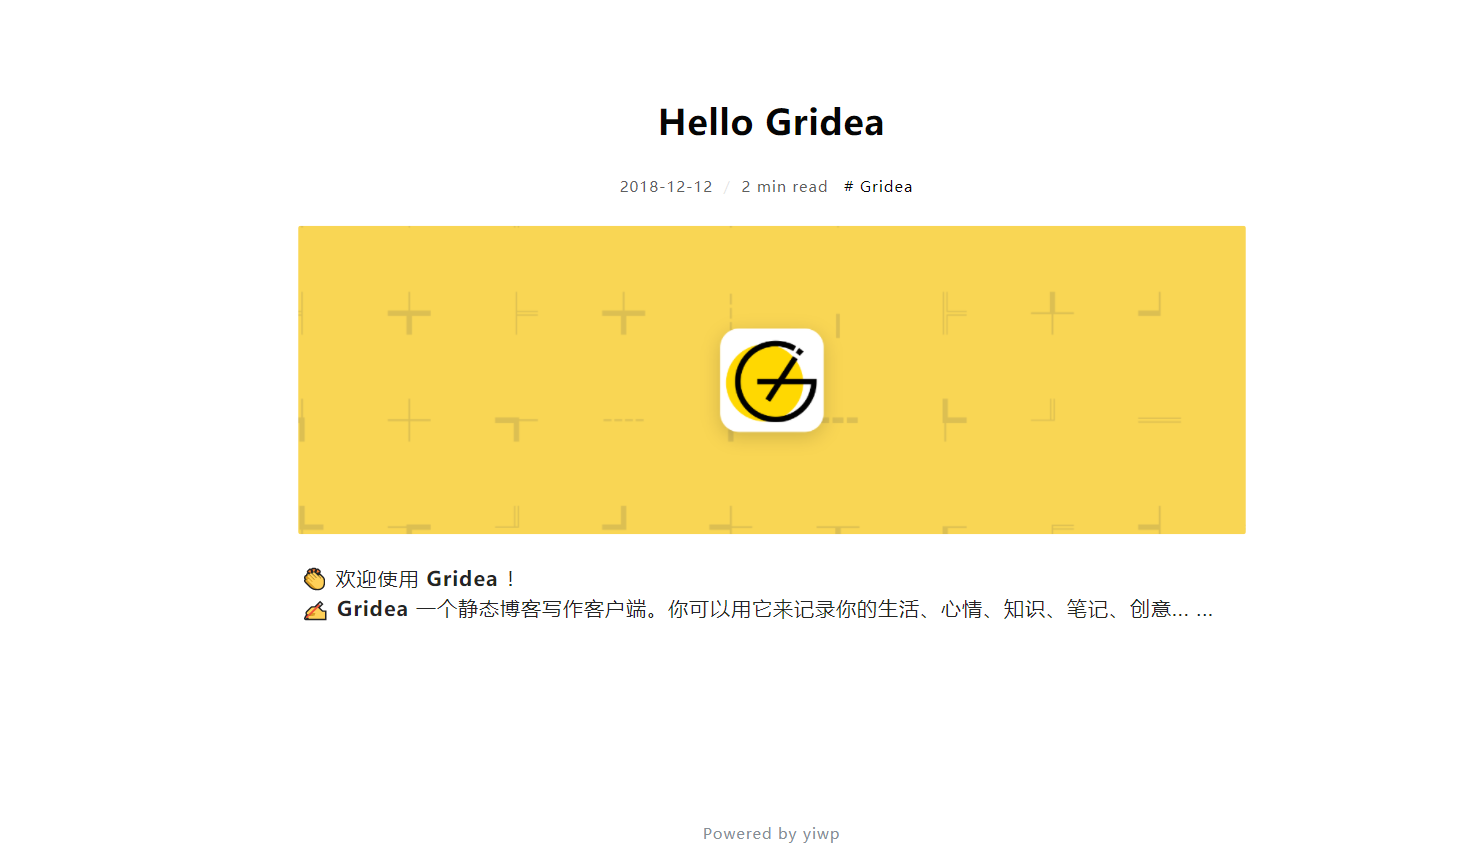 Hello Gridea
2018-12-12 / 2 min read # Gridea
👏 欢迎使用 Gridea ！
✍️ Gridea 一个静态博客写作客户端。你可以用它来记录你的生活、心情、知识、笔记、创意... ...
Powered by yiwp